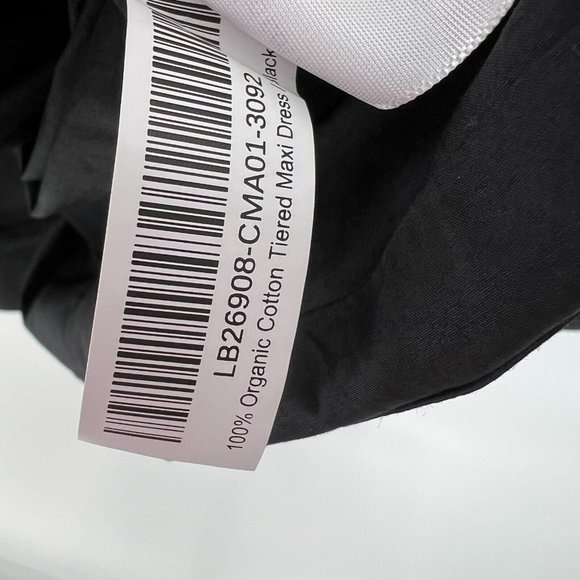 LB26908-CMA01-3092
100% Organic Cotton Tiered Maxi Dress